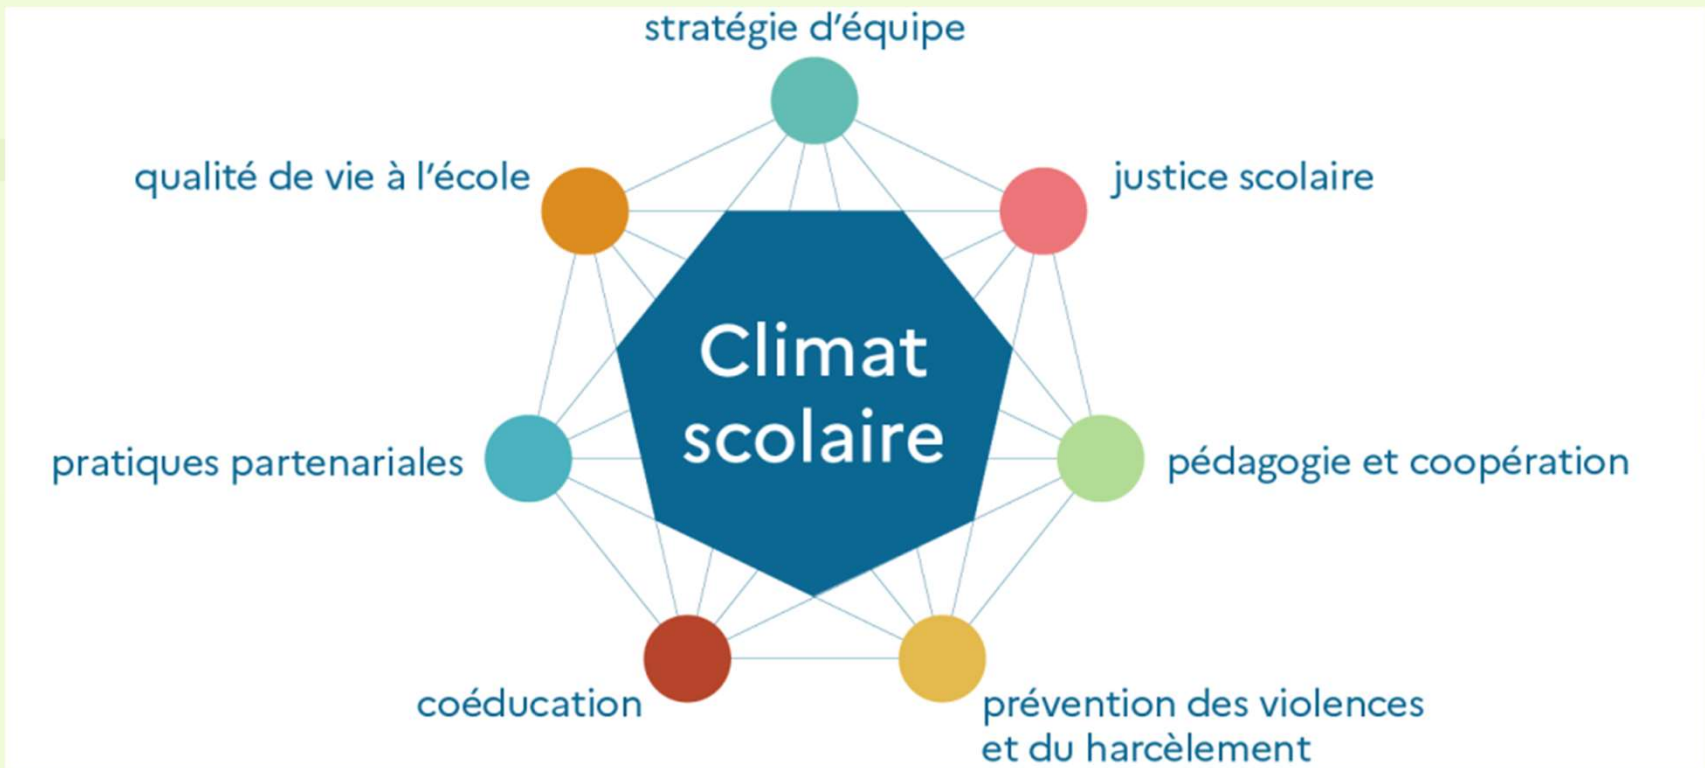 stratégie d'équipe
qualité de vie à l'école
justice scolaire
Climat
scolaire
pratiques partenariales
pédagogie et coopération
coéducation
prévention des violences
et du harcèlement